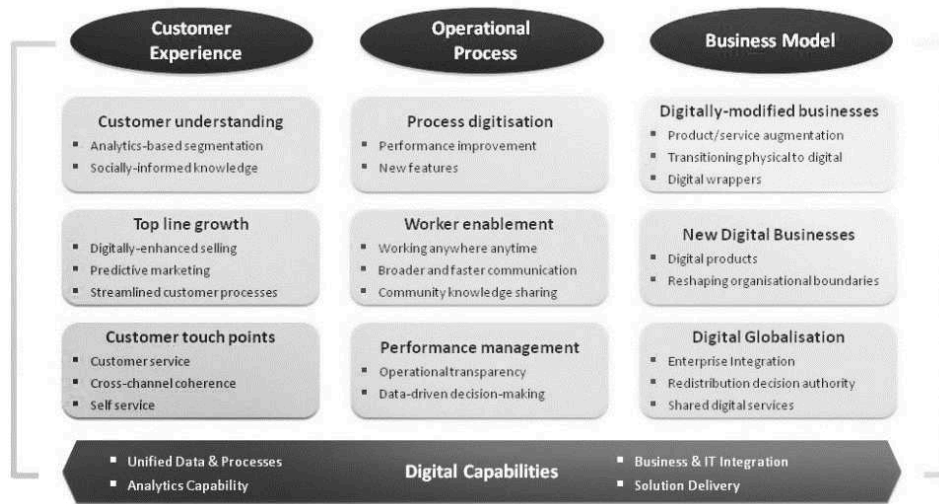 Customer
Experience
Customer understanding
Analytics-based segmentation
Socially-informed knowledge
Top line growth
Digitally-enhanced selling
Predictive marketing
Streamlined customer processes
Customer touch points
Customer service
Cross-channel coherence
Self service
Operational
Process
Process digitisation
Performance improvement
New features
Worker enablement
Working anywhere anytime
Broader and faster communication
Community knowledge sharing
Performance management
Operational transparency
Data-driven decision-making
Business Model
Digitally-modified businesses
Product/service augmentation
Transitioning physical to digital
Digital wrappers
New Digital Businesses
Digital products
Reshaping organisational boundaries
Digital Globalisation
Enterprise Integration
Redistribution decision authority
Shared digital services
Unified Data & Processes
Analytics Capability
Digital Capabilities
Business & IT Integration
Solution Delivery